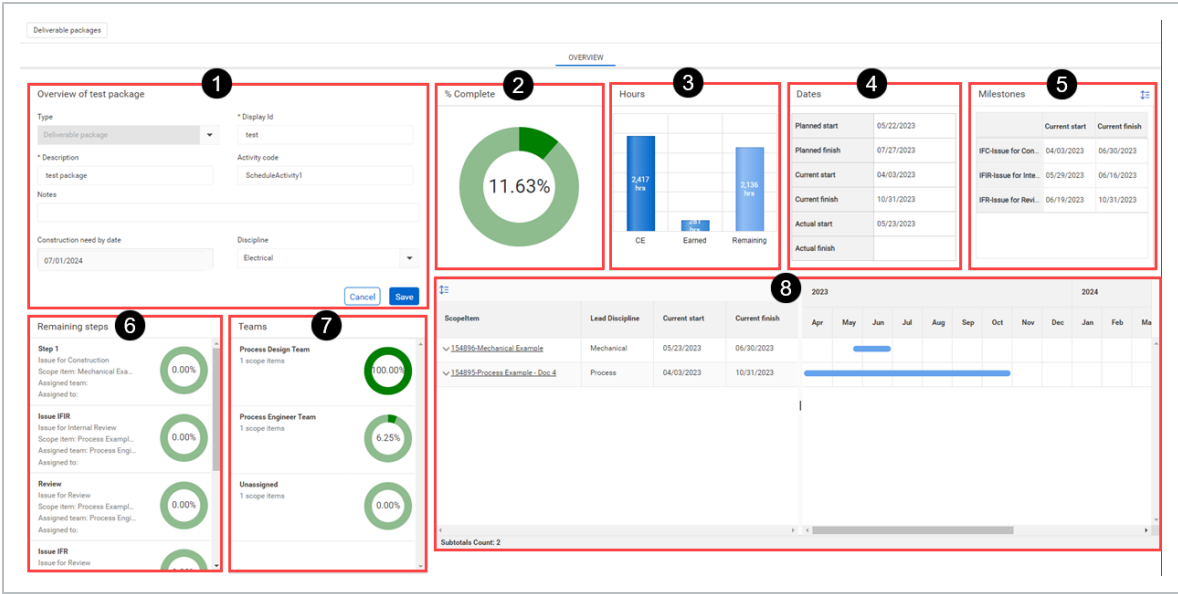 Deliverable packages
OVERVIEW
1
Overview of test package
Type
* Display Id
Deliverable package
test
* Description
Activity code
test package
ScheduleActivity1
Notes
Construction need by date
Discipline
07/01/2024
Electrical
Cancel
Save
2
% Complete
11.63%
3
Hours
2,417
hrs
281
hrs
2,136
hrs
CE Earned Remaining
4
Dates
Planned start 05/22/2023
Planned finish 07/27/2023
Current start 04/03/2023
Current finish 10/31/2023
Actual start 05/23/2023
Actual finish
5
Milestones
Current start Current finish
IFC-Issue for Con... 04/03/2023 06/30/2023
IFIR-Issue for Inte... 05/29/2023 06/16/2023
IFR-Issue for Revi... 06/19/2023 10/31/2023
6
Remaining steps
Step 1
Issue for Construction
Scope item: Mechanical Exa...
Assigned team:
Assigned to:
0.00%
Issue IFIR
Issue for Internal Review
Scope item: Process Exampl...
Assigned team: Process Engi...
Assigned to:
0.00%
Review
Issue for Review
Scope item: Process Exampl...
Assigned team: Process Engi...
Assigned to:
0.00%
Issue IFR
Issue for Review
7
Teams
Process Design Team
1 scope items
100.00%
Process Engineer Team
1 scope items
6.25%
Unassigned
1 scope items
0.00%
8
2023 2024
ScopeItem Lead Discipline Current start Current finish Apr May Jun Jul Aug Sep Oct Nov Dec Jan Feb Ma
154896-Mechanical Example Mechanical 05/23/2023 06/30/2023
154895-Process Example - Doc 4 Process 04/03/2023 10/31/2023
Subtotals Count: 2